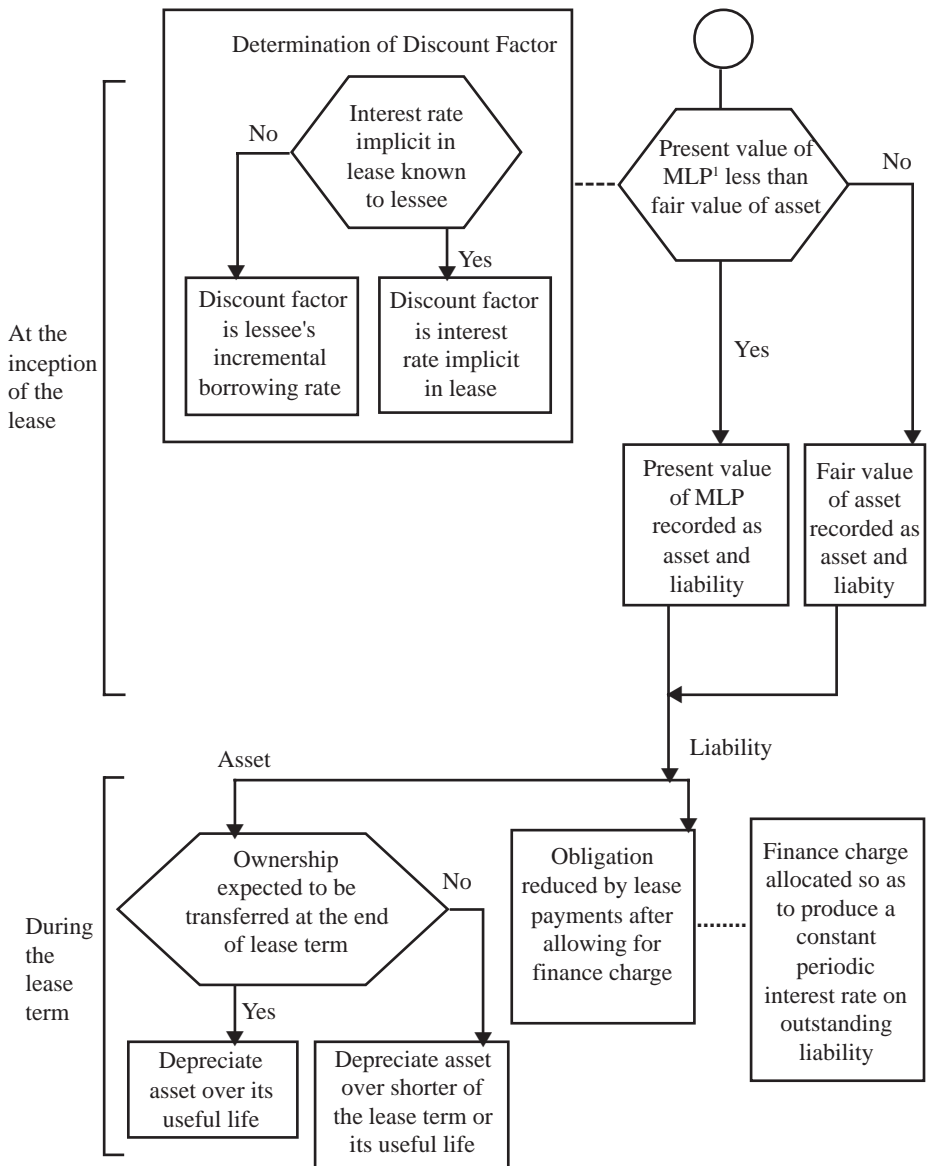 Determination of Discount Factor
Interest rate
implicit in
lease known
to lessee
No
Yes
Discount factor
is lessee's
incremental
borrowing rate
Discount factor
is interest
rate implicit
in lease
Present value of
MLP¹ less than
fair value of asset
No
Yes
At the
inception
of the
lease
Present value
of MLP
recorded as
asset and
liability
Fair value
of asset
recorded as
asset and
liabity
Liability
Asset
During
the
lease
term
Ownership
expected to be
transferred at the end
of lease term
No
Yes
Depreciate
asset over its
useful life
Depreciate asset
over shorter of
the lease term or
its useful life
Obligation
reduced by lease
payments after
allowing for
finance charge
Finance charge
allocated so as
to produce a
constant
periodic
interest rate on
outstanding
liability